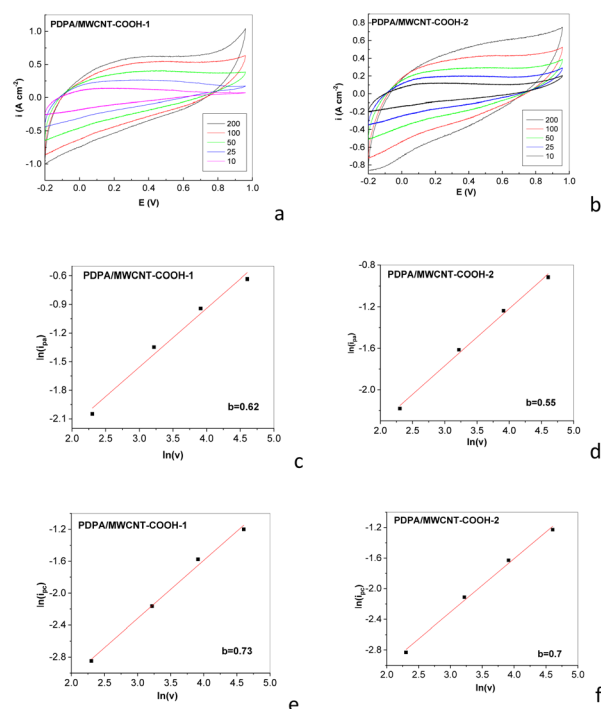 PDPA/MWCNT-COOH-1
1.0
0.5
0.0
-0.5
-1.0
i (A cm⁻²)
200
100
50
25
10
-0.2 0.0 0.2 0.4 0.6 0.8 1.0
E (V)
a
PDPA/MWCNT-COOH-2
0.8
0.6
0.4
0.2
0.0
-0.2
-0.4
-0.6
-0.8
i (A cm⁻²)
200
100
50
25
10
-0.2 0.0 0.2 0.4 0.6 0.8 1.0
E (V)
b
PDPA/MWCNT-COOH-1
-0.6
-0.9
-1.2
-1.5
-1.8
-2.1
ln(i_pa)
b=0.62
2.0 2.5 3.0 3.5 4.0 4.5 5.0
ln(v)
c
PDPA/MWCNT-COOH-2
-0.8
-1.2
-1.6
-2.0
ln(i_pa)
b=0.55
2.0 2.5 3.0 3.5 4.0 4.5 5.0
ln(v)
d
PDPA/MWCNT-COOH-1
-1.2
-1.6
-2.0
-2.4
-2.8
ln(i_pc)
b=0.73
2.0 2.5 3.0 3.5 4.0 4.5 5.0
ln(v)
e
PDPA/MWCNT-COOH-2
-1.2
-1.6
-2.0
-2.4
-2.8
ln(i_pc)
b=0.7
2.0 2.5 3.0 3.5 4.0 4.5 5.0
ln(v)
f